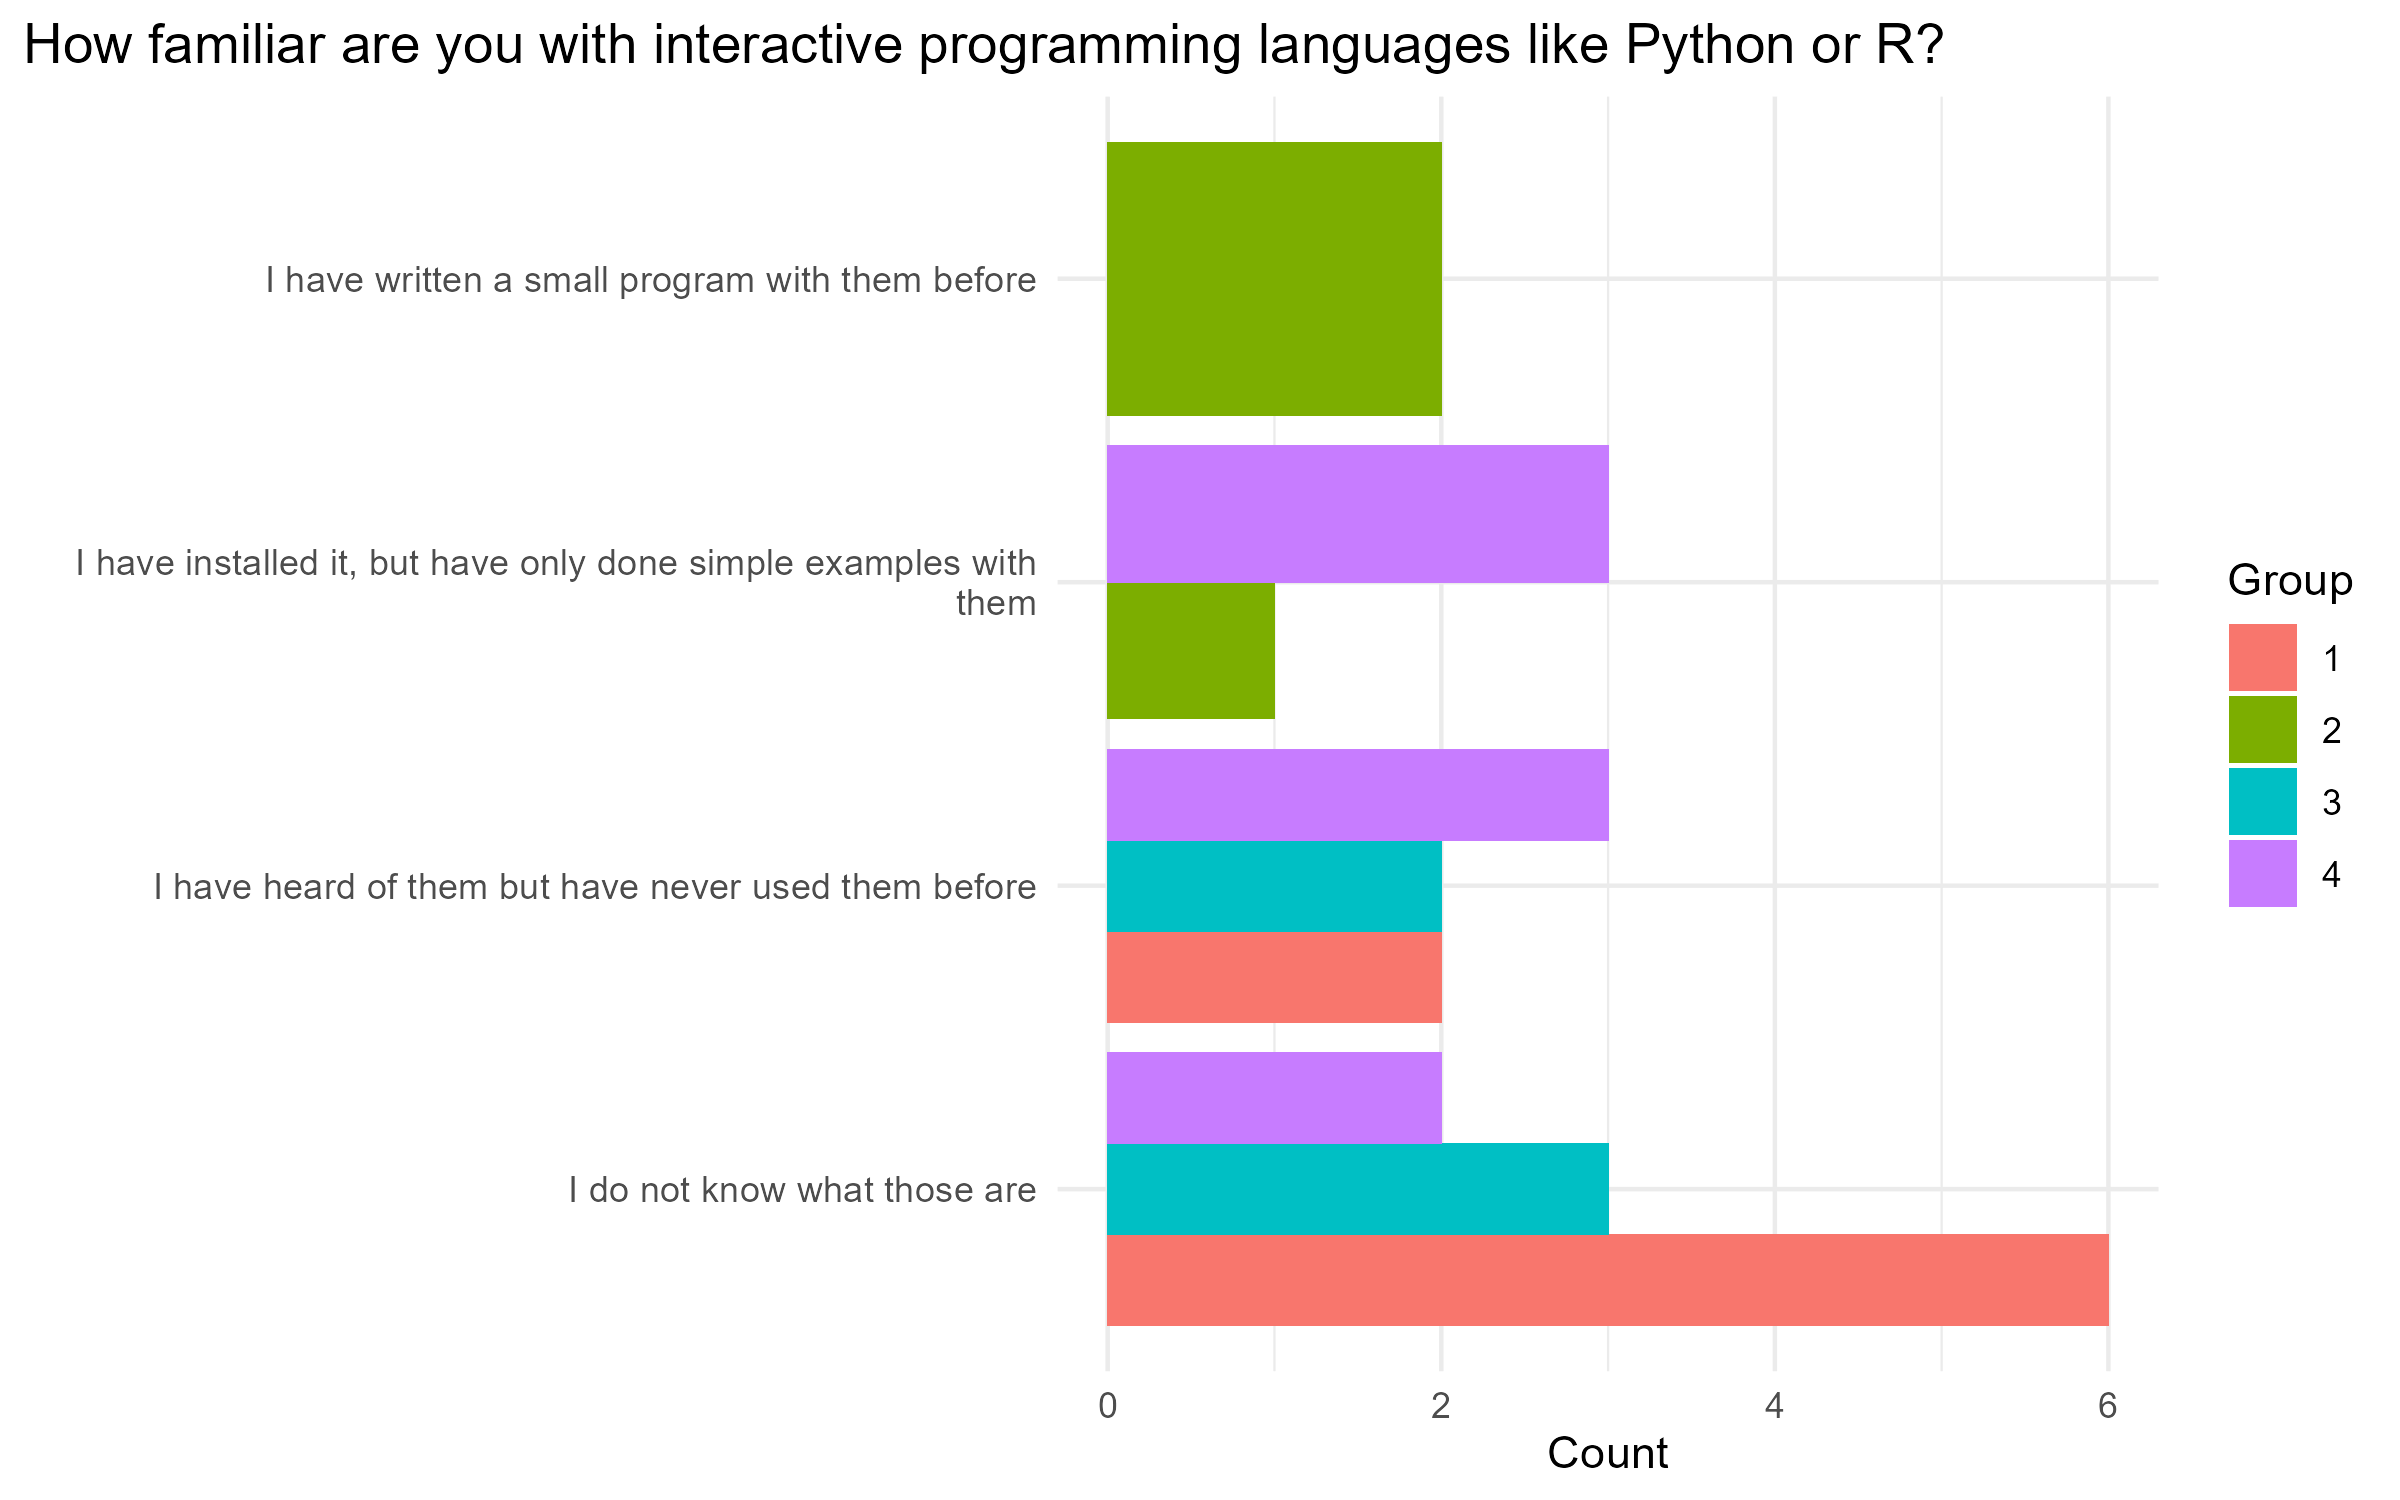 How familiar are you with interactive programming languages like Python or R?
I have written a small program with them before
I have installed it, but have only done simple examples with
them
I have heard of them but have never used them before
I do not know what those are
0
2
4
6
Count
Group
1
2
3
4